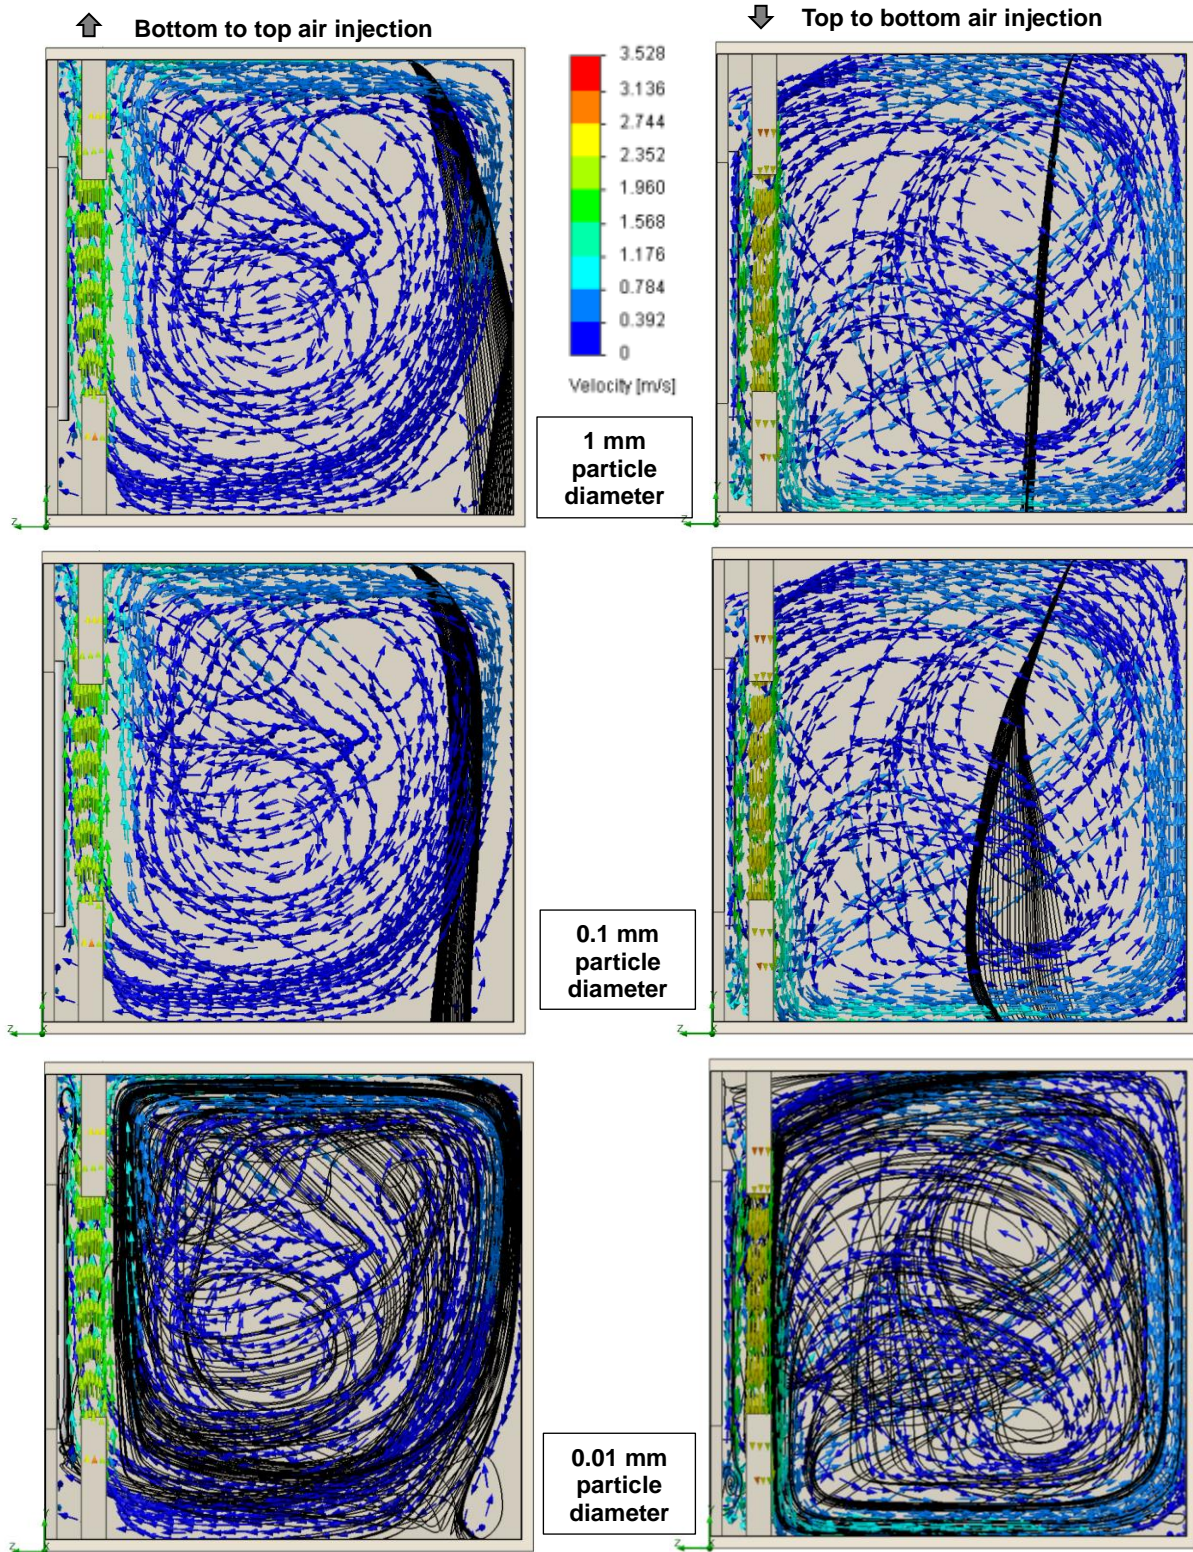 Bottom to top air injection
Top to bottom air injection
3.528
3.136
2.744
2.352
1.960
1.568
1.176
0.784
0.392
0
Velocity [m/s]
1 mm
particle
diameter
Y
Z
X
Y
Z
X
0.1 mm
particle
diameter
Y
Z
X
Y
Z
X
0.01 mm
particle
diameter
Y
Z
X
Y
Z
X